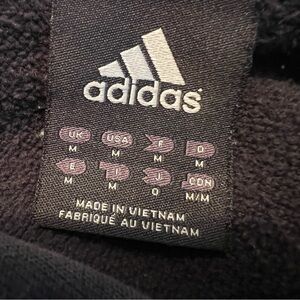 adidas
UK USA F D
M M M M
E I J CDN
M M O M/M
MADE IN VIETNAM
FABRIQUÉ AU VIETNAM